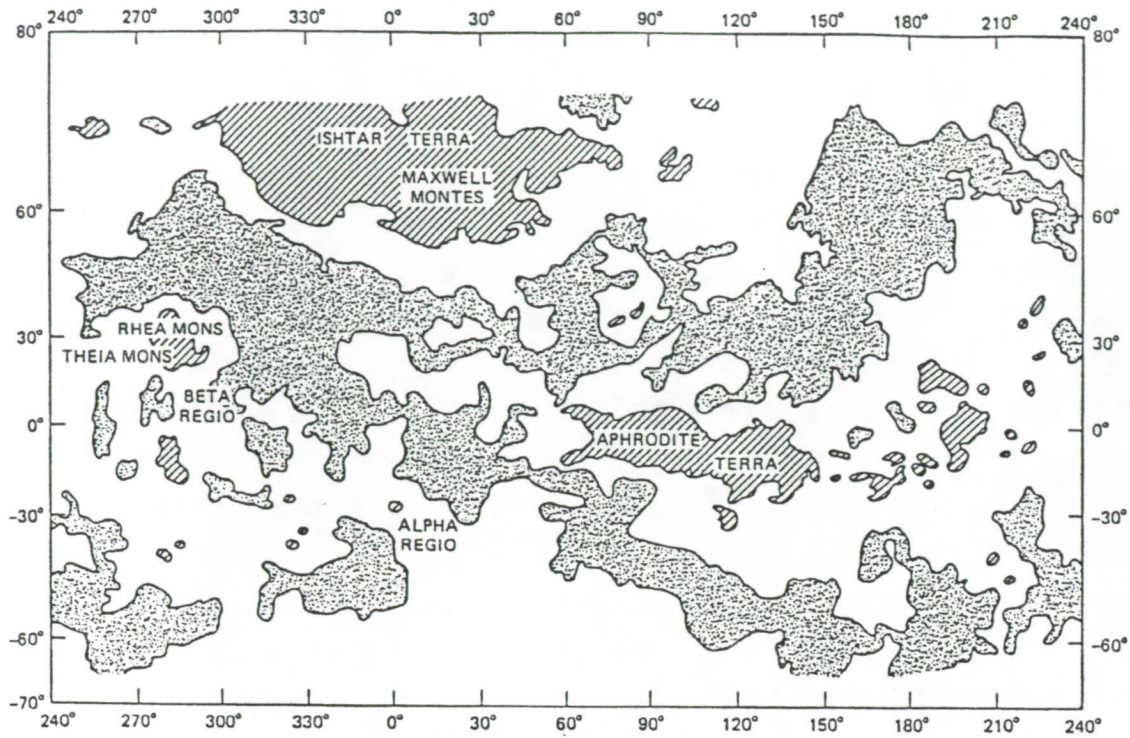 240° 270° 300° 330° 0° 30° 60° 90° 120° 150° 180° 210° 240°
80° 80°
ISHTAR TERRA
MAXWELL
MONTES
60° 60°
RHEA MONS
30° 30°
THEIA MONS
BETA
REGIO
0° 0°
APHRODITE
TERRA
-30° -30°
ALPHA
REGIO
-60° -60°
-70°
240° 270° 300° 330° 0° 30° 60° 90° 120° 150° 180° 210° 240°